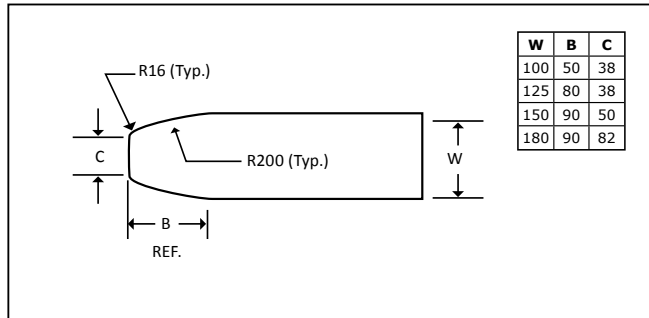 R16 (Typ.)
C
R200 (Typ.)
W
B
REF.
W B C
100 50 38
125 80 38
150 90 50
180 90 82